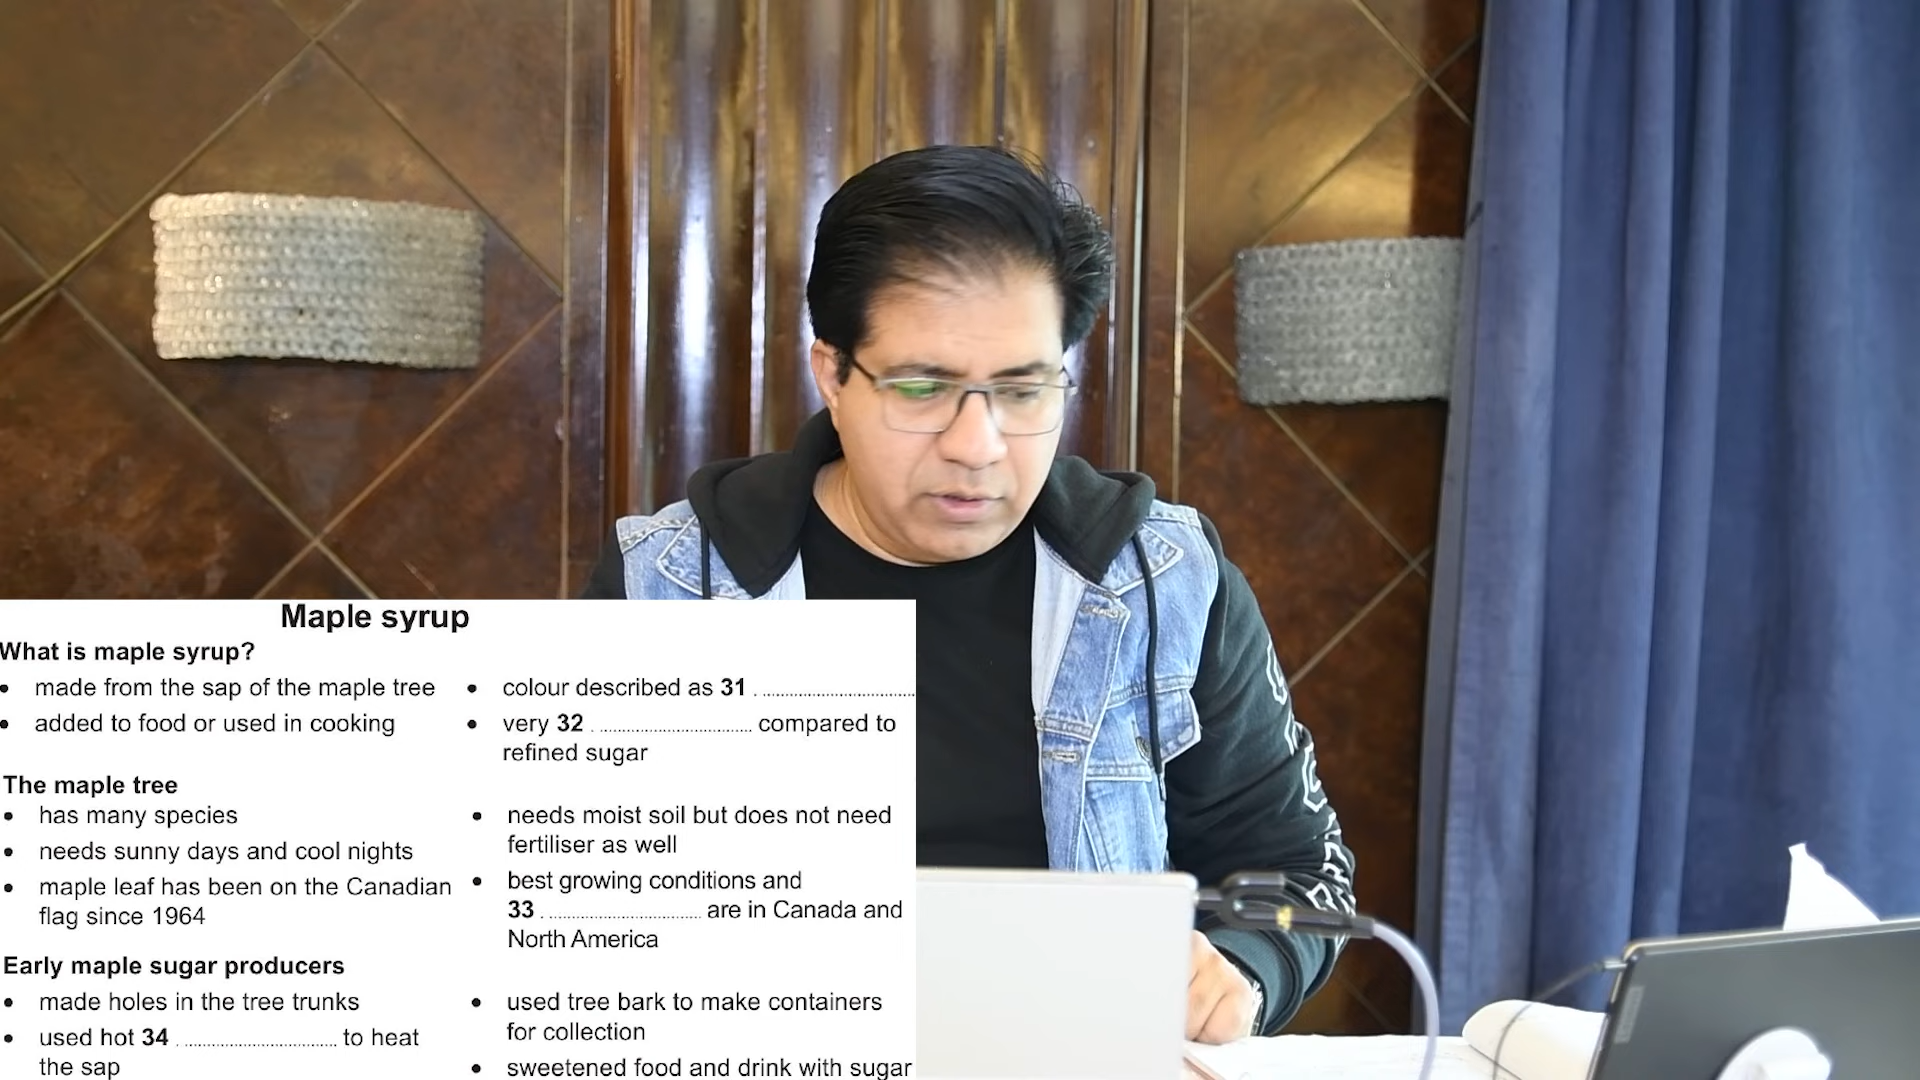 Maple syrup
What is maple syrup?
• made from the sap of the maple tree
• added to food or used in cooking
• colour described as 31 . ................................
• very 32 . ................................ compared to
refined sugar
The maple tree
• has many species
• needs sunny days and cool nights
• maple leaf has been on the Canadian
flag since 1964
• needs moist soil but does not need
fertiliser as well
• best growing conditions and
33 . ................................ are in Canada and
North America
Early maple sugar producers
• made holes in the tree trunks
• used hot 34 . ................................ to heat
the sap
• used tree bark to make containers
for collection
• sweetened food and drink with sugar